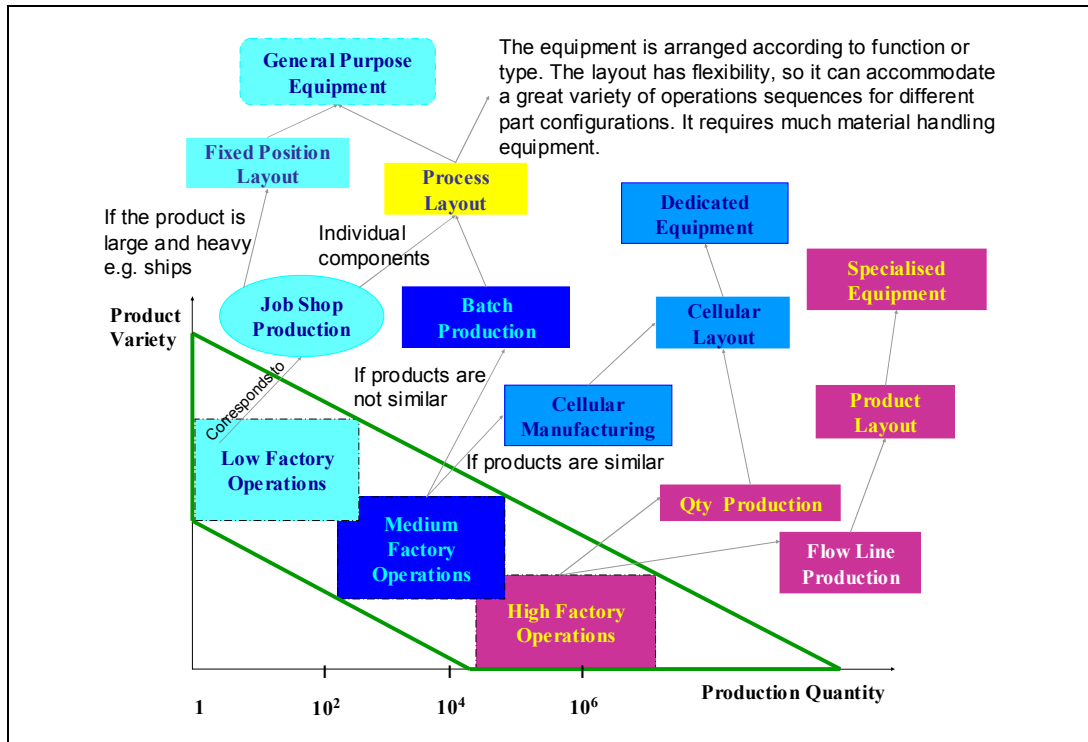 General Purpose
Equipment
The equipment is arranged according to function or
type. The layout has flexibility, so it can accommodate
a great variety of operations sequences for different
part configurations. It requires much material handling
equipment.
Fixed Position
Layout
Process
Layout
Dedicated
Equipment
If the product is
large and heavy
e.g. ships
Individual
components
Specialised
Equipment
Job Shop
Production
Batch
Production
Cellular
Layout
Product
Variety
Corresponds to
If products are
not similar
Cellular
Manufacturing
Product
Layout
If products are similar
Low Factory
Operations
Qty Production
Medium
Factory
Operations
Flow Line
Production
High Factory
Operations
Production Quantity
1
10²
10⁴
10⁶